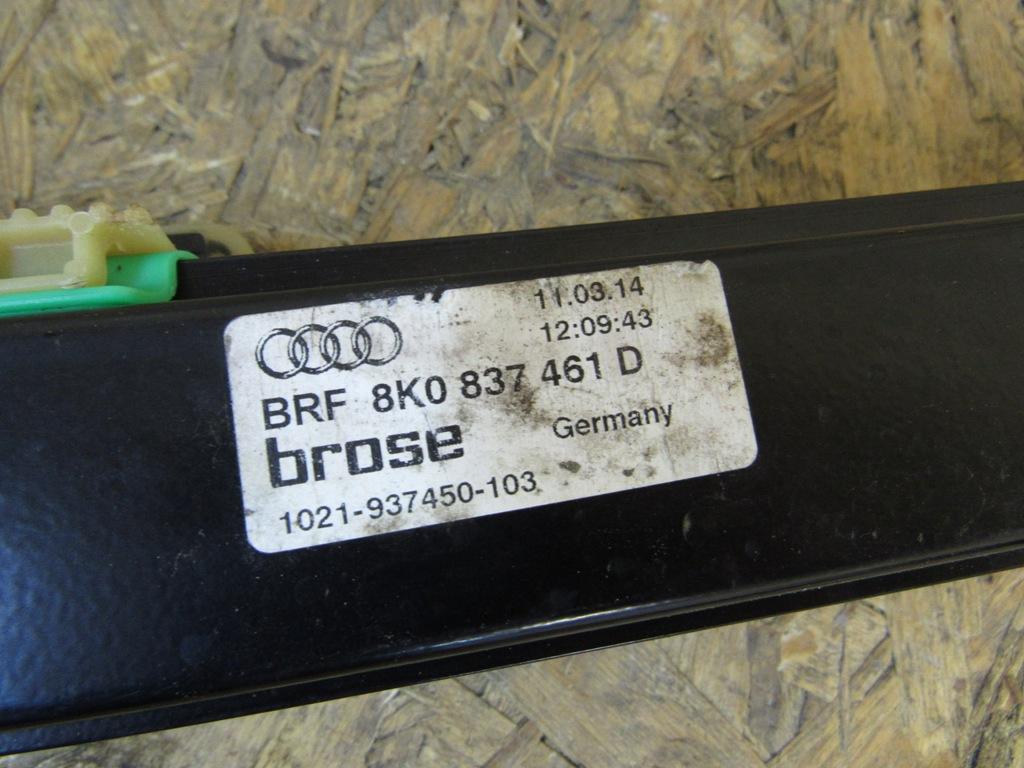 11.03.14
12:09:43
BRF 8K0 837 461 D
brose Germany
1021-937450-103